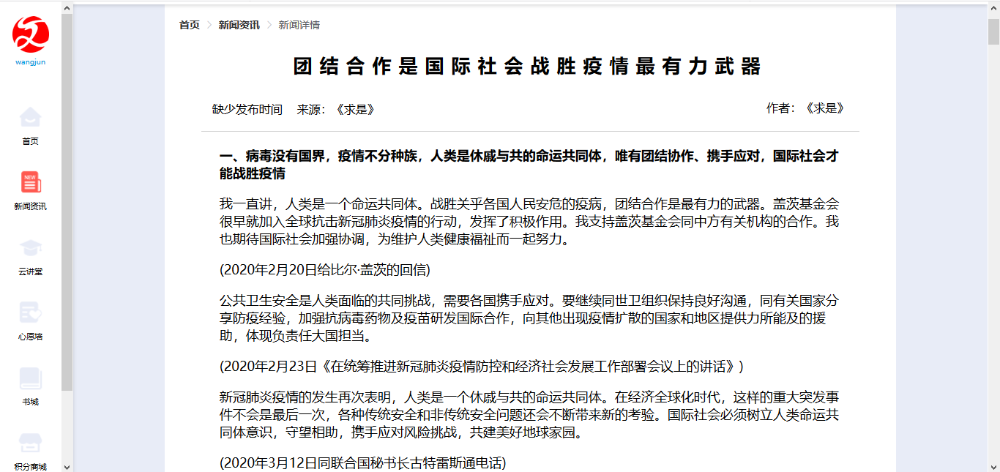 wangjun
首页
NEW
新闻资讯
云讲堂
心愿墙
书城
积分商城
首页 > 新闻资讯 > 新闻详情
团结合作是国际社会战胜疫情最有力武器
缺少发布时间 来源：《求是》 作者：《求是》
一、病毒没有国界，疫情不分种族，人类是休戚与共的命运共同体，唯有团结协作、携手应对，国际社会才
能战胜疫情
我一直讲，人类是一个命运共同体。战胜关乎各国人民安危的疫病，团结合作是最有力的武器。盖茨基金会
很早就加入全球抗击新冠肺炎疫情的行动，发挥了积极作用。我支持盖茨基金会同中方有关机构的合作。我
也期待国际社会加强协调，为维护人类健康福祉而一起努力。
(2020年2月20日给比尔·盖茨的回信)
公共卫生安全是人类面临的共同挑战，需要各国携手应对。要继续同世卫组织保持良好沟通，同有关国家分
享防疫经验，加强抗病毒药物及疫苗研发国际合作，向其他出现疫情扩散的国家和地区提供力所能及的援
助，体现负责任大国担当。
(2020年2月23日《在统筹推进新冠肺炎疫情防控和经济社会发展工作部署会议上的讲话》)
新冠肺炎疫情的发生再次表明，人类是一个休戚与共的命运共同体。在经济全球化时代，这样的重大突发事
件不会是最后一次，各种传统安全和非传统安全问题还会不断带来新的考验。国际社会必须树立人类命运共
同体意识，守望相助，携手应对风险挑战，共建美好地球家园。
(2020年3月12日同联合国秘书长古特雷斯通电话)